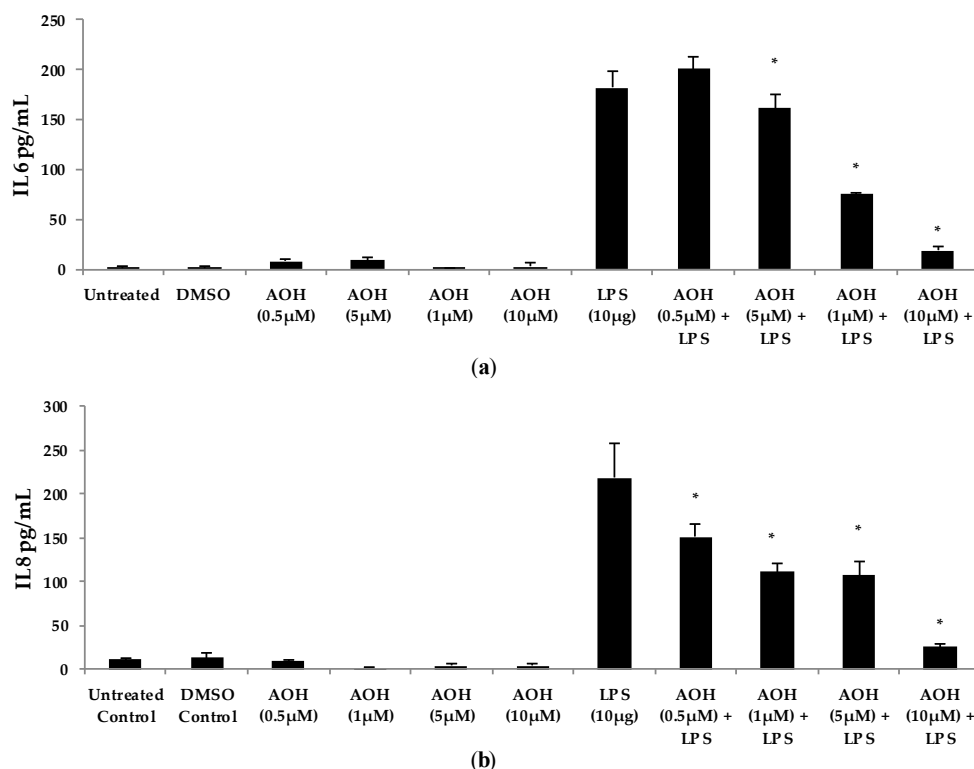 250
200
150
100
50
0
IL6 pg/mL
*
*
*
Untreated DMSO AOH AOH AOH AOH LPS AOH AOH AOH AOH
(0.5µM) (5µM) (1µM) (10µM) (10µg) (0.5µM) + (5µM) + (1µM) + (10µM) +
LPS LPS LPS LPS
(a)
300
250
200
150
100
50
0
IL8 pg/mL
*
*
*
*
Untreated DMSO AOH AOH AOH AOH LPS AOH AOH AOH AOH
Control Control (0.5µM) (1µM) (5µM) (10µM) (10µg) (0.5µM) + (1µM) + (5µM) + (10µM) +
LPS LPS LPS LPS
(b)